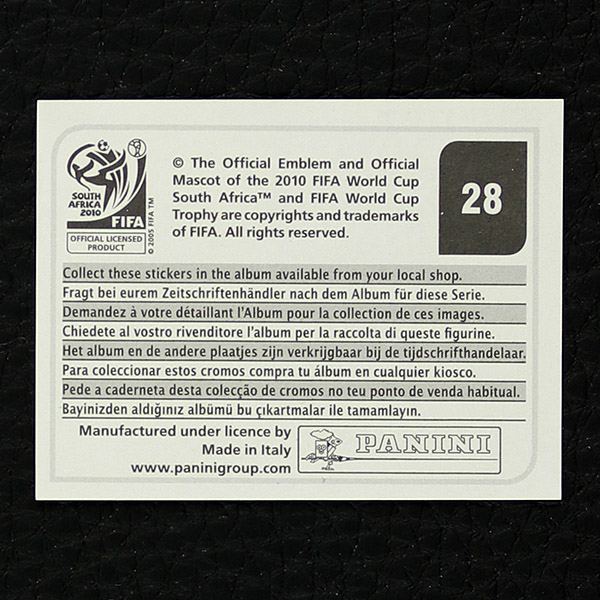 SOUTH
AFRICA
2010
FIFA
OFFICIAL LICENSED
PRODUCT
© 2005 FIFA TM
© The Official Emblem and Official
Mascot of the 2010 FIFA World Cup
South Africa™ and FIFA World Cup
Trophy are copyrights and trademarks
of FIFA. All rights reserved.
28
Collect these stickers in the album available from your local shop.
Fragt bei eurem Zeitschriftenhändler nach dem Album für diese Serie.
Demandez à votre détaillant l'Album pour la collection de ces images.
Chiedete al vostro rivenditore l'album per la raccolta di queste figurine.
Het album en de andere plaatjes zijn verkrijgbaar bij de tijdschrifthandelaar.
Para coleccionar estos cromos compra tu álbum en cualquier kiosco.
Pede a caderneta desta colecção de cromos no teu ponto de venda habitual.
Bayinizden aldığınız albümü bu çıkartmalar ile tamamlayın.
Manufactured under licence by
Made in Italy
www.paninigroup.com
PANINI